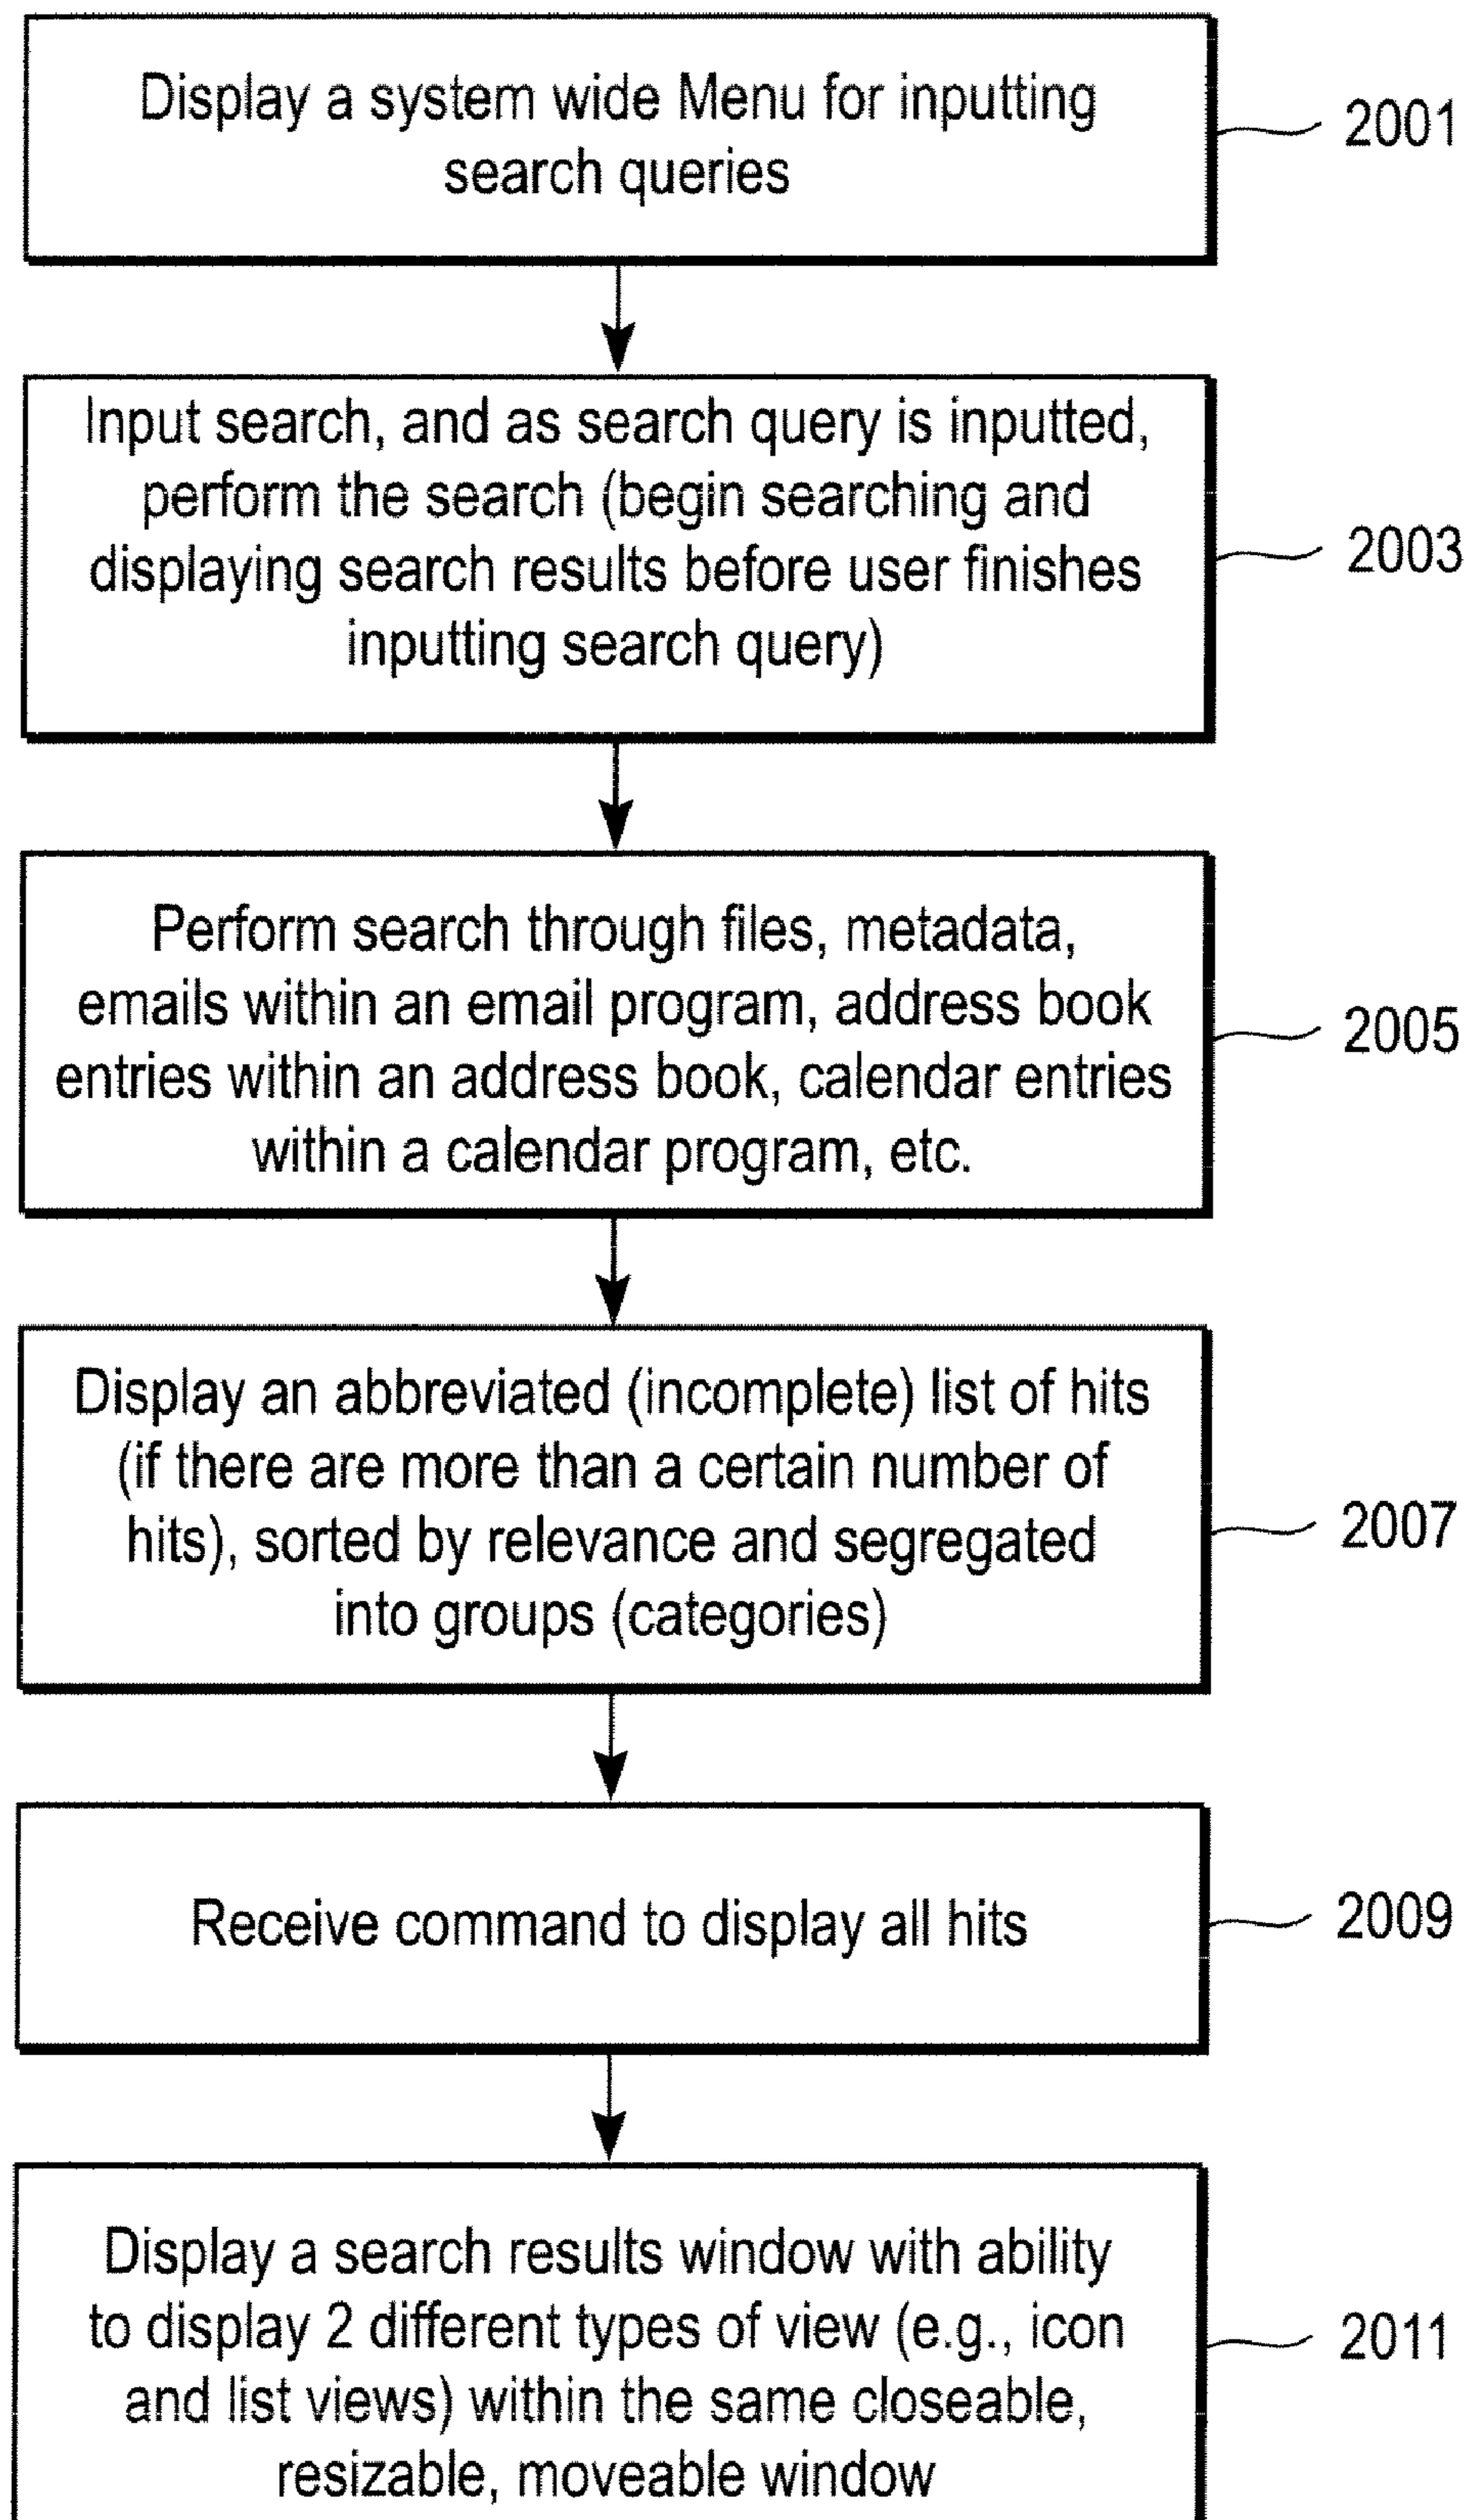 Display a system wide Menu for inputting
search queries
2001
Input search, and as search query is inputted,
perform the search (begin searching and
displaying search results before user finishes
inputting search query)
2003
Perform search through files, metadata,
emails within an email program, address book
entries within an address book, calendar entries
within a calendar program, etc.
2005
Display an abbreviated (incomplete) list of hits
(if there are more than a certain number of
hits), sorted by relevance and segregated
into groups (categories)
2007
Receive command to display all hits
2009
Display a search results window with ability
to display 2 different types of view (e.g., icon
and list views) within the same closeable,
resizable, moveable window
2011